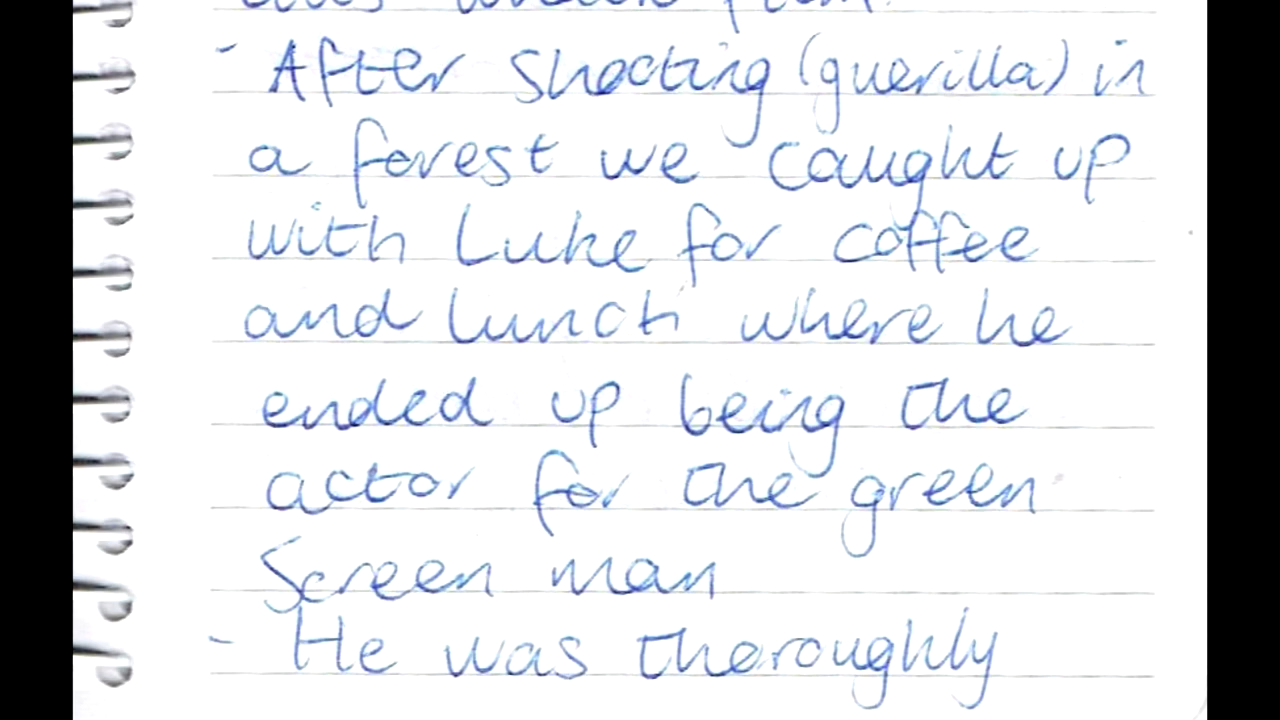 - After Shooting (guerilla) in
a forest we caught up
with Luke for coffee
and lunch where he
ended up being the
actor for the green
Screen man
- He was thoroughly